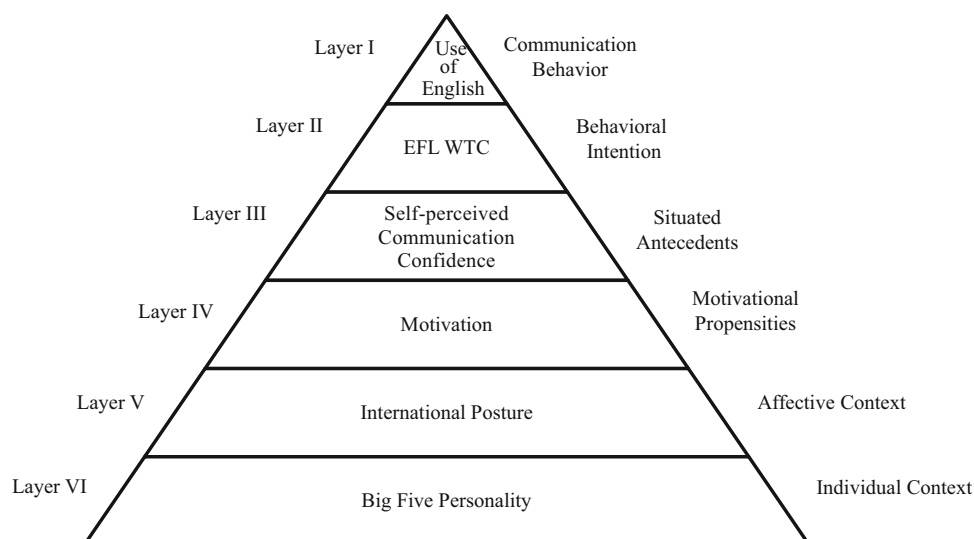 Layer I
Use
of
English
Communication
Behavior
Layer II
EFL WTC
Behavioral
Intention
Layer III
Self-perceived
Communication
Confidence
Situated
Antecedents
Layer IV
Motivation
Motivational
Propensities
Layer V
International Posture
Affective Context
Layer VI
Big Five Personality
Individual Context